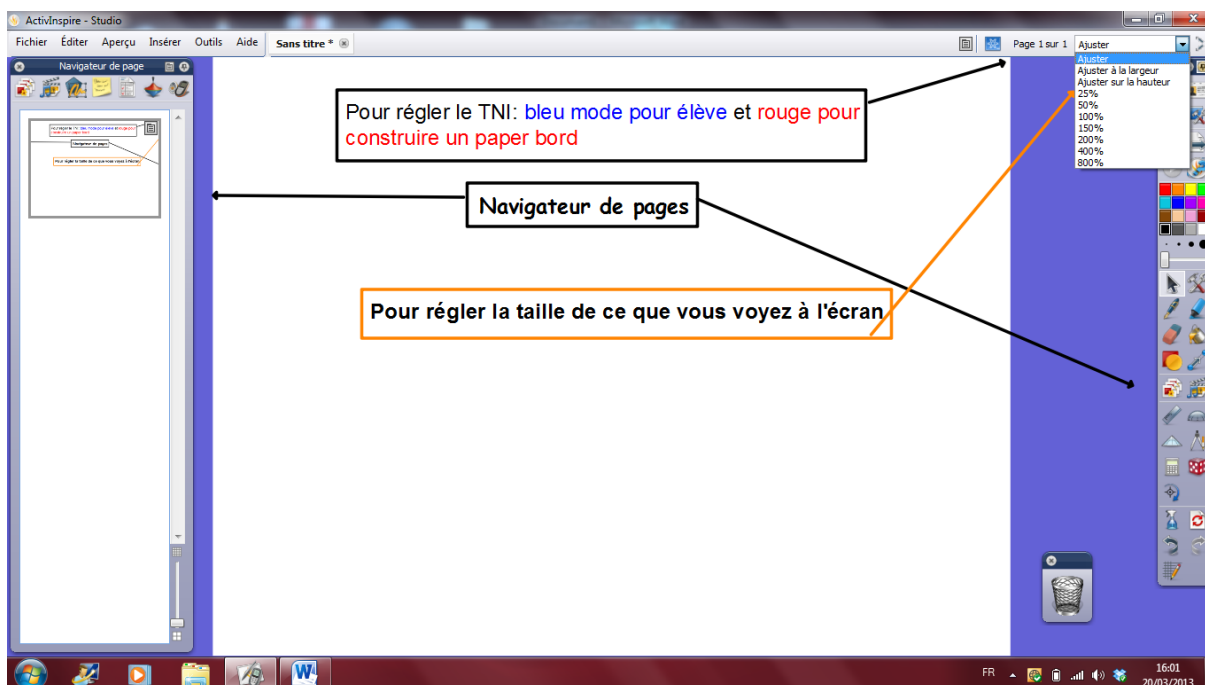 ActivInspire - Studio
Fichier Éditer Aperçu Insérer Outils Aide Sans titre *
Page 1 sur 1 Ajuster
Navigateur de page
Ajuster
Ajuster à la largeur
Ajuster sur la hauteur
25%
50%
100%
150%
200%
400%
800%
Pour régler le TNI: bleu mode pour élève et rouge pour
construire un paper bord
Navigateur de pages
Pour régler la taille de ce que vous voyez à l'écran
FR
16:01
20/03/2013